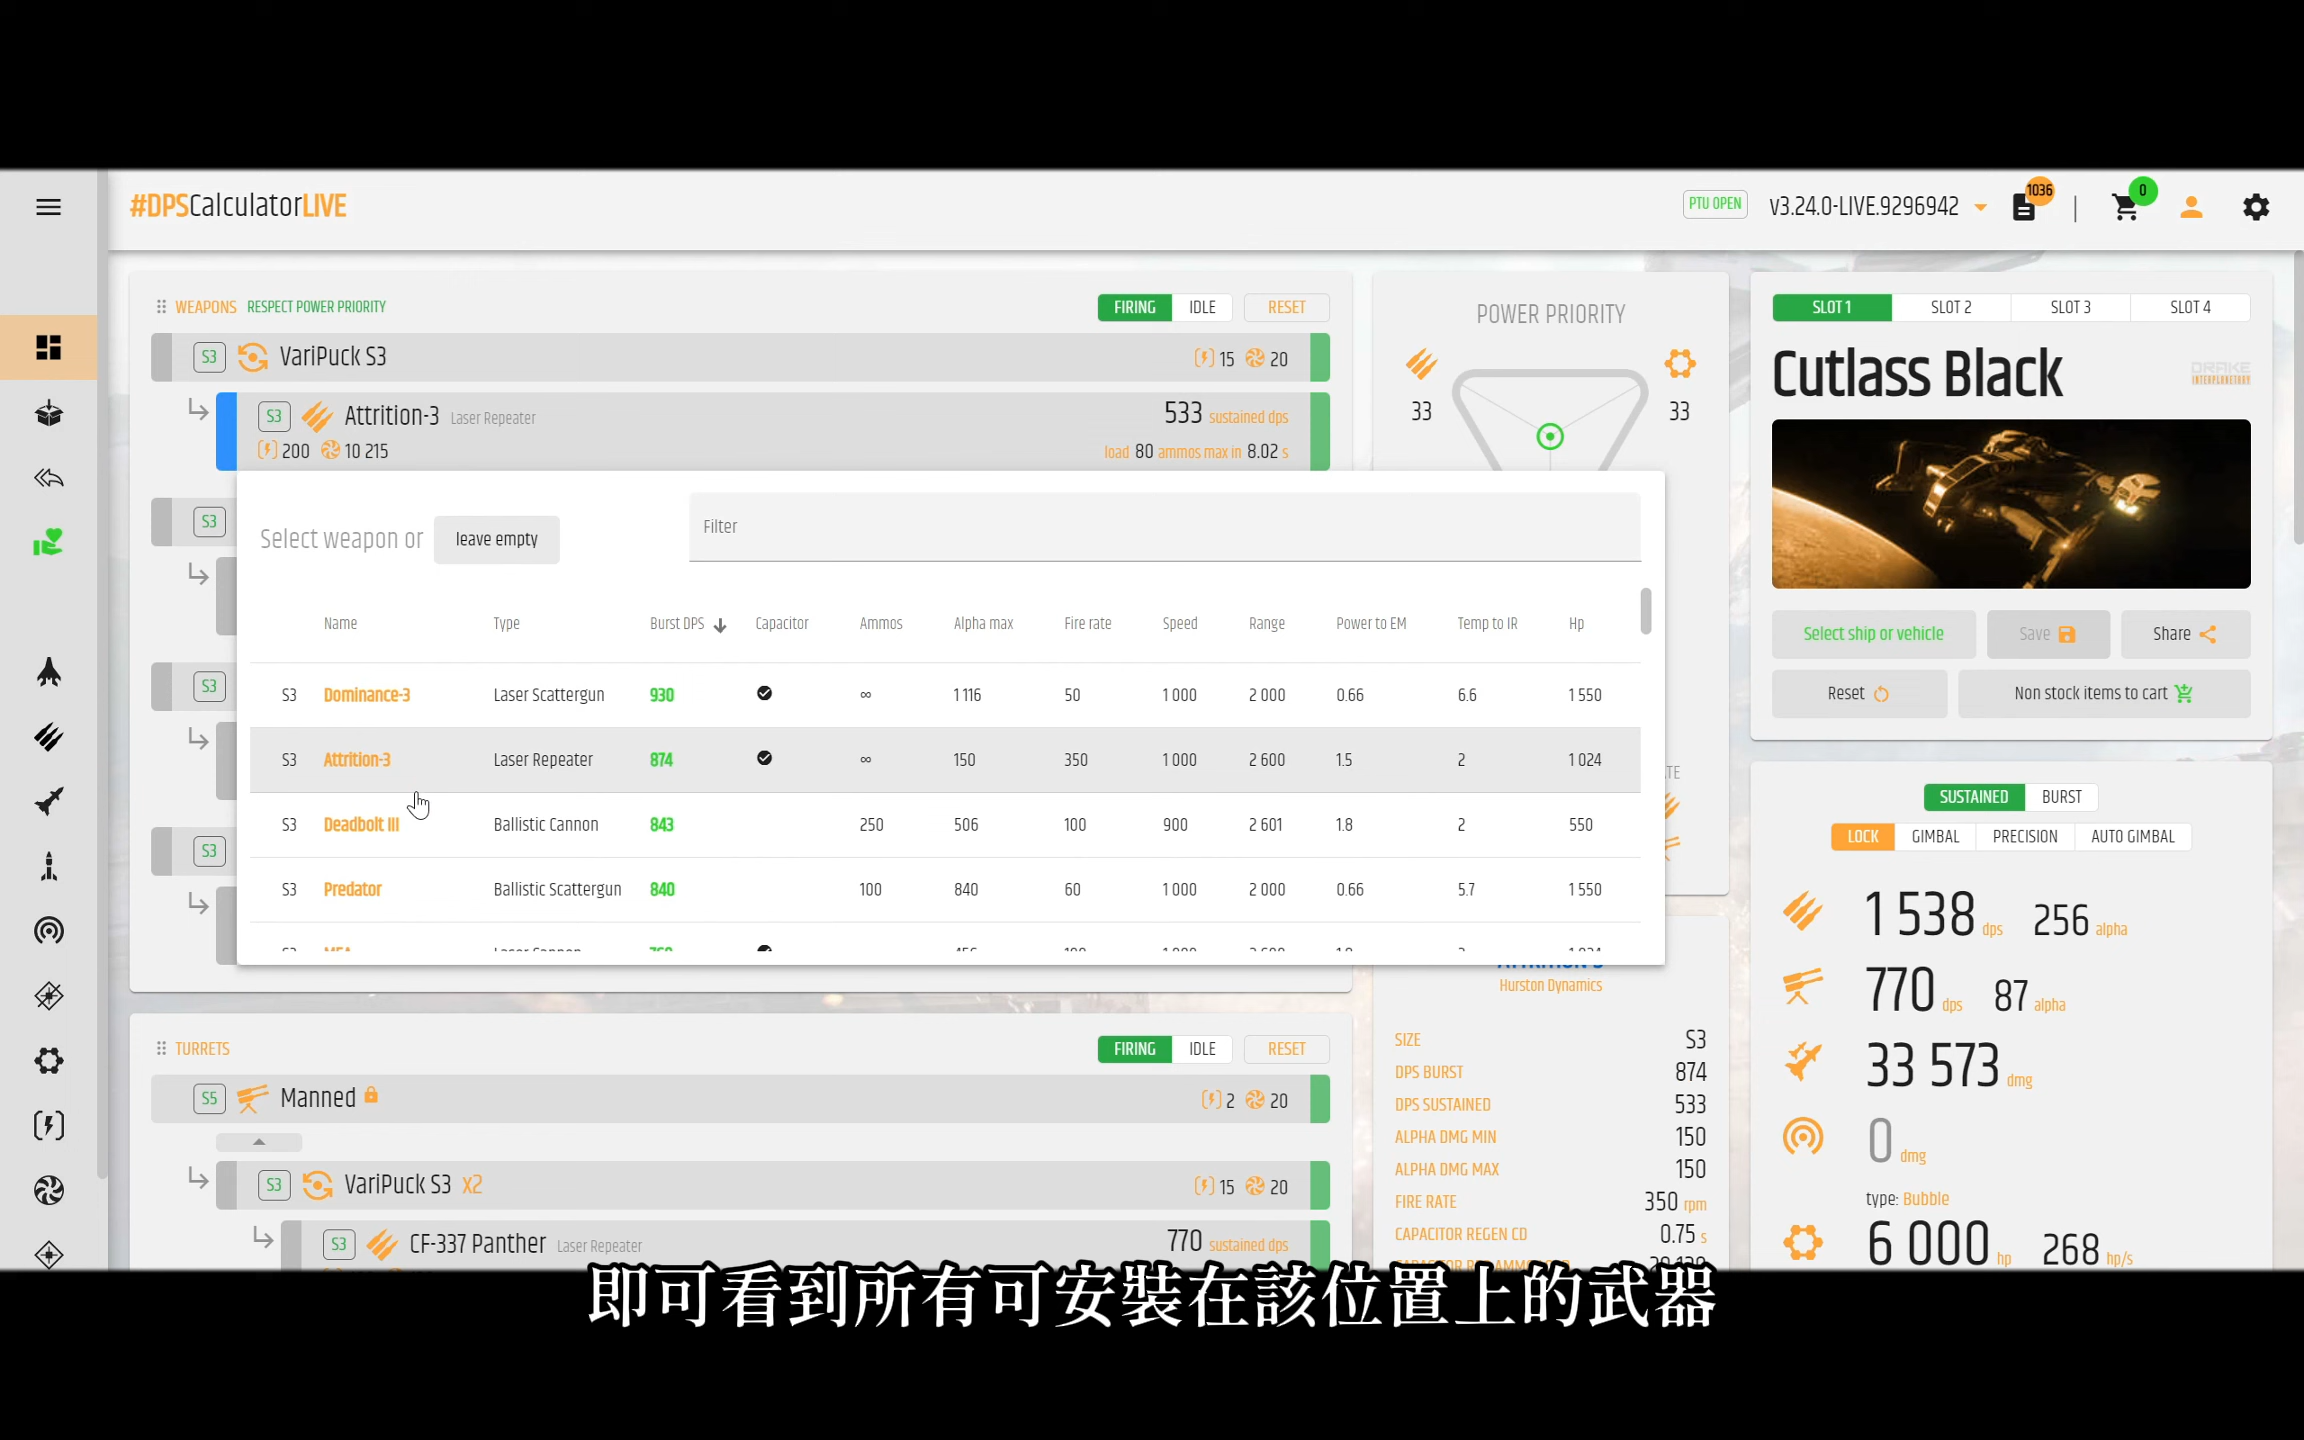 #DPSCalculatorLIVE
PTU OPEN
v3.24.0-LIVE.9296942
1036
0
WEAPONS RESPECT POWER PRIORITY
FIRING IDLE RESET
S3 VariPuck S3 15 20
S3 Attrition-3 Laser Repeater 533 sustained dps
200 10 215 load 80 ammos max in 8.02 s
S3
S3
S3
Select weapon or leave empty
Filter
Name Type Burst DPS Capacitor Ammos Alpha max Fire rate Speed Range Power to EM Temp to IR Hp
S3 Dominance-3 Laser Scattergun 930 ∞ 1 116 50 1 000 2 000 0.66 6.6 1 550
S3 Attrition-3 Laser Repeater 874 ∞ 150 350 1 000 2 600 1.5 2 1 024
S3 Deadbolt III Ballistic Cannon 843 250 506 100 900 2 601 1.8 2 550
S3 Predator Ballistic Scattergun 840 100 840 60 1 000 2 000 0.66 5.7 1 550
TURRETS
FIRING IDLE RESET
S5 Manned 2 20
S3 VariPuck S3 x2 15 20
S3 CF-337 Panther Laser Repeater 770 sustained dps
POWER PRIORITY
33 33
Hurston Dynamics
SIZE S3
DPS BURST 874
DPS SUSTAINED 533
ALPHA DMG MIN 150
ALPHA DMG MAX 150
FIRE RATE 350 rpm
CAPACITOR REGEN CD 0.75 s
SLOT 1 SLOT 2 SLOT 3 SLOT 4
Cutlass Black
DRAKE
INTERPLANETARY
Select ship or vehicle Save Share
Reset Non stock items to cart
SUSTAINED BURST
LOCK GIMBAL PRECISION AUTO GIMBAL
1 538 dps 256 alpha
770 dps 87 alpha
33 573 dmg
0 dmg
type: Bubble
6 000 hp 268 hp/s
即可看到所有可安裝在該位置上的武器